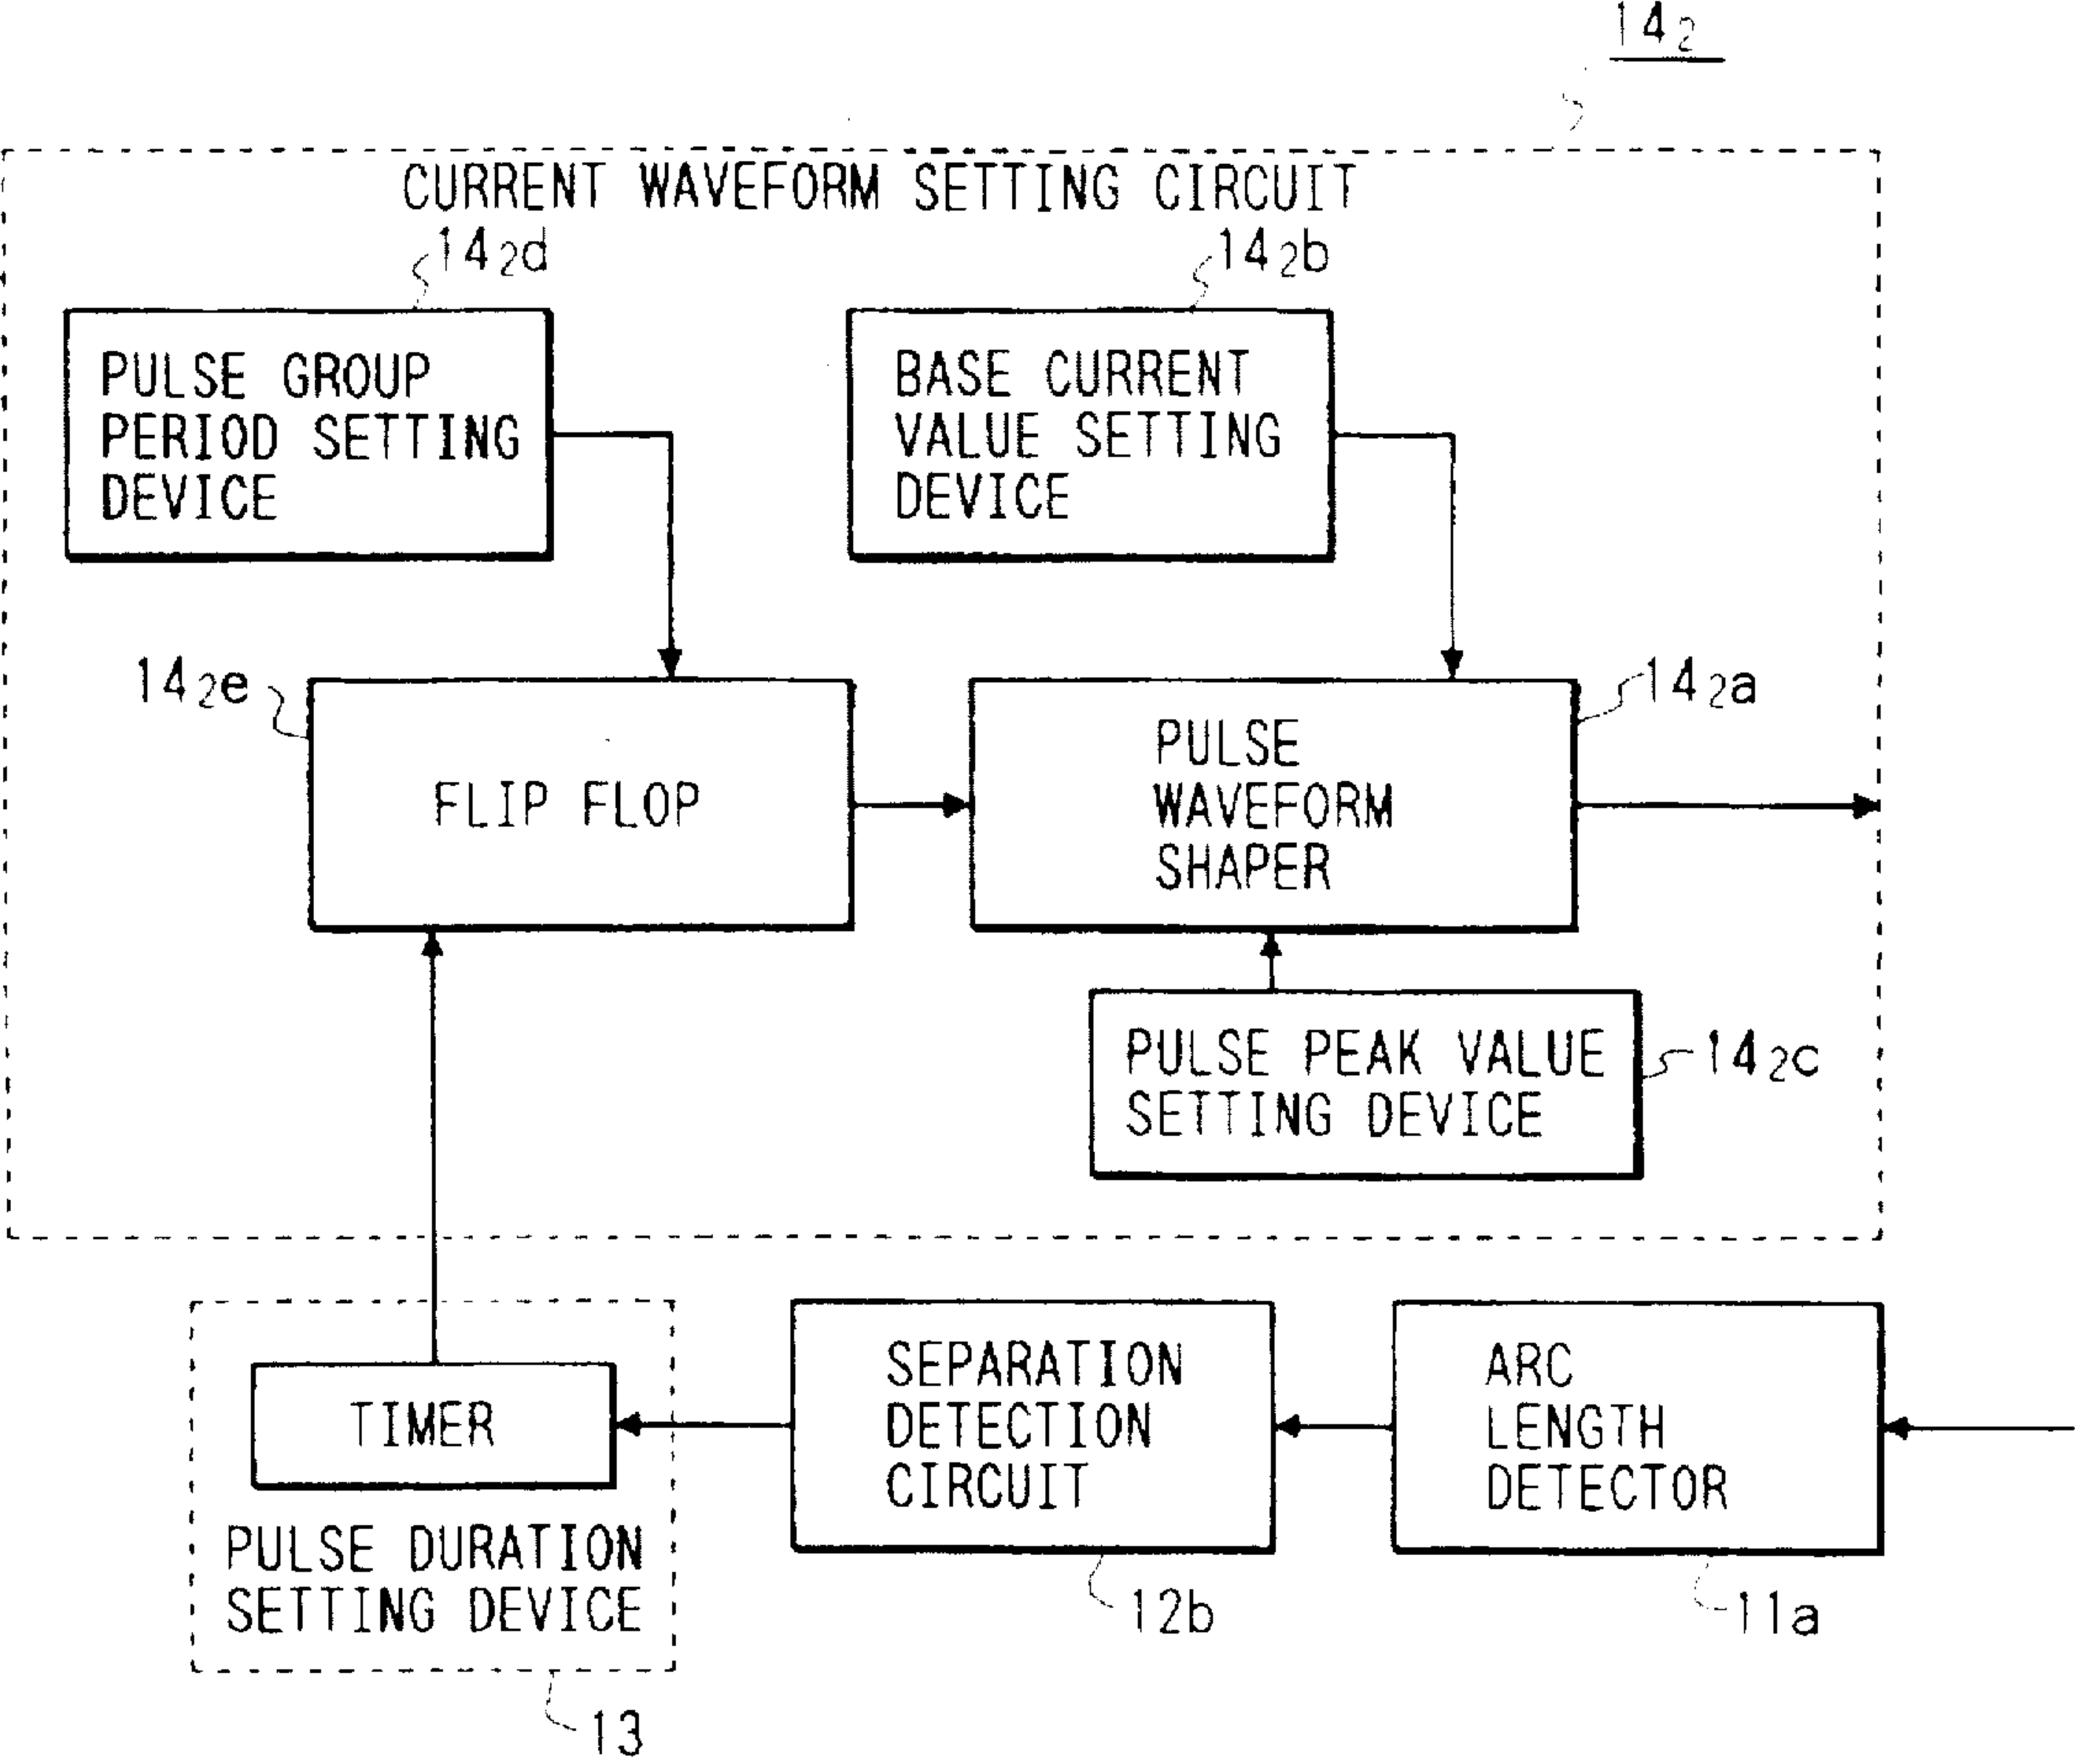 14₂
CURRENT WAVEFORM SETTING CIRCUIT
14₂d
14₂b
PULSE GROUP
PERIOD SETTING
DEVICE
BASE CURRENT
VALUE SETTING
DEVICE
14₂e
14₂a
FLIP FLOP
PULSE
WAVEFORM
SHAPER
PULSE PEAK VALUE
SETTING DEVICE
14₂c
TIMER
PULSE DURATION
SETTING DEVICE
SEPARATION
DETECTION
CIRCUIT
ARC
LENGTH
DETECTOR
12b
11a
13